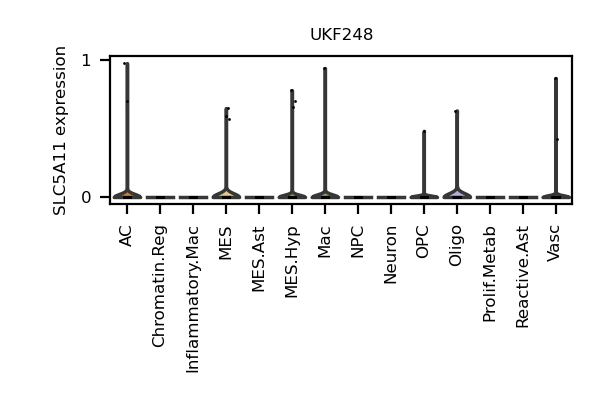 UKF248
SLC5A11 expression
1
0
AC
Chromatin.Reg
Inflammatory.Mac
MES
MES.Ast
MES.Hyp
Mac
NPC
Neuron
OPC
Oligo
Prolif.Metab
Reactive.Ast
Vasc